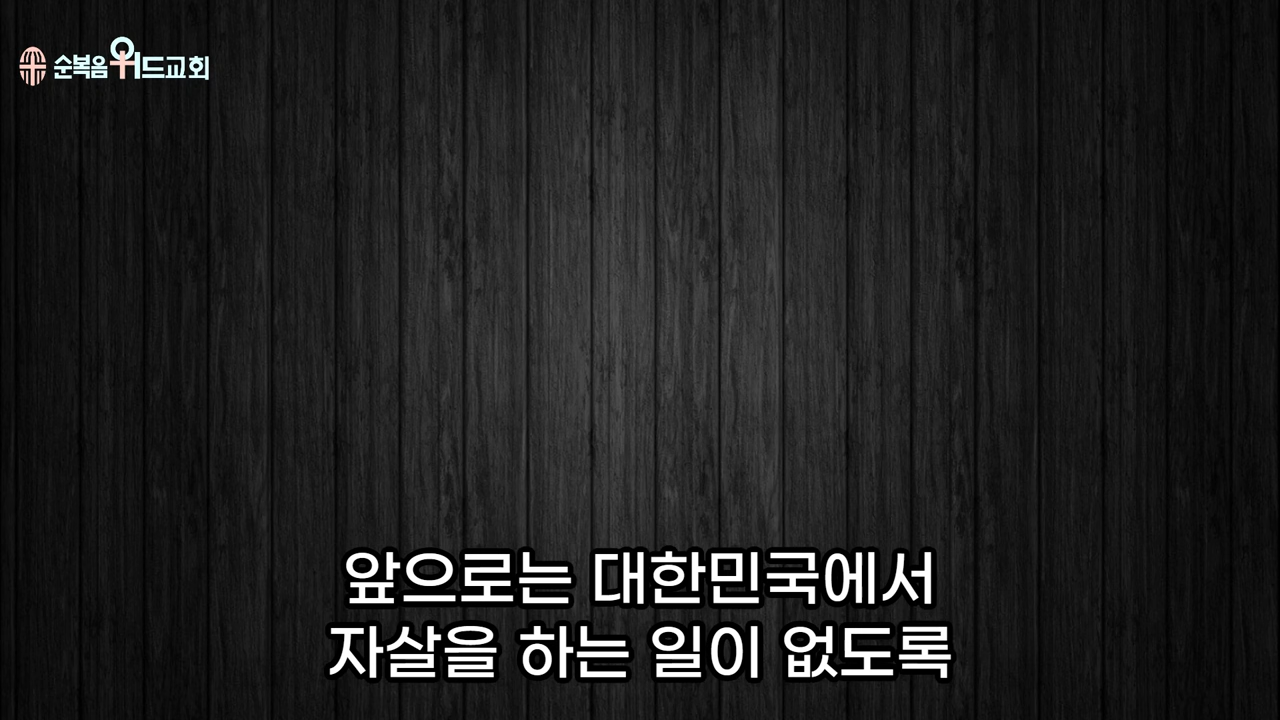 순복음워드교회
앞으로는 대한민국에서
자살을 하는 일이 없도록